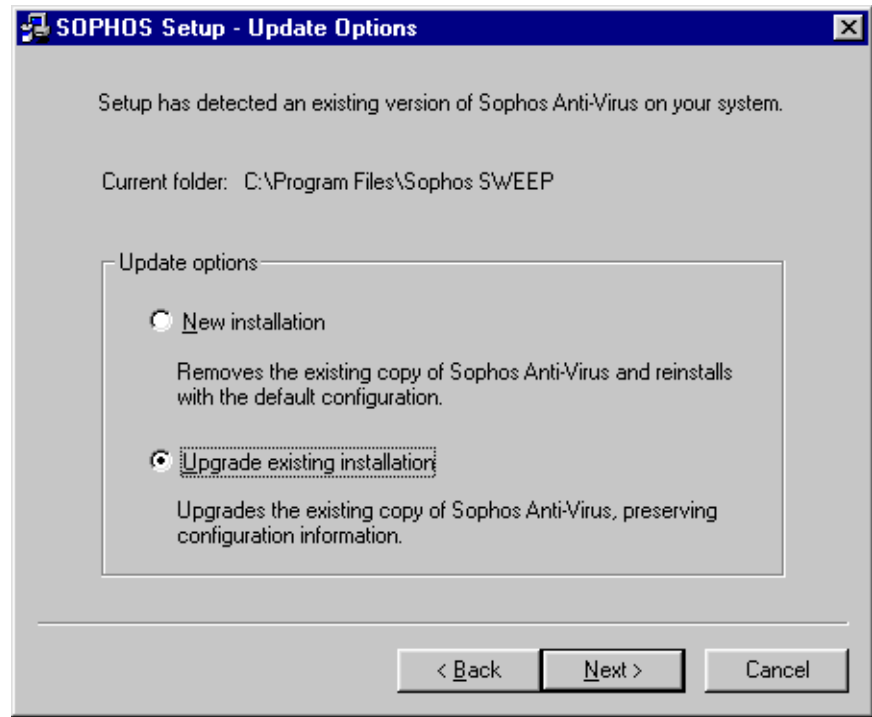 SOPHOS Setup - Update Options
Setup has detected an existing version of Sophos Anti-Virus on your system.
Current folder: C:\Program Files\Sophos SWEEP
Update options
New installation
Removes the existing copy of Sophos Anti-Virus and reinstalls
with the default configuration.
Upgrade existing installation
Upgrades the existing copy of Sophos Anti-Virus, preserving
configuration information.
< Back Next > Cancel